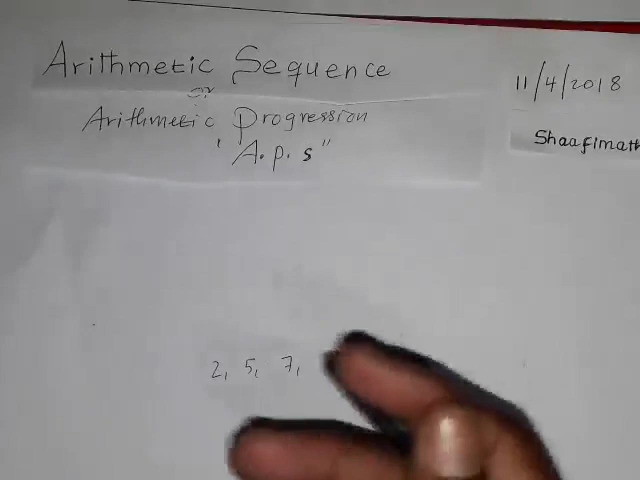 Arithmetic Sequence
or
Arithmetic Progression
"A.p.s"
11/4/2018
Shaafimath
2, 5, 7,